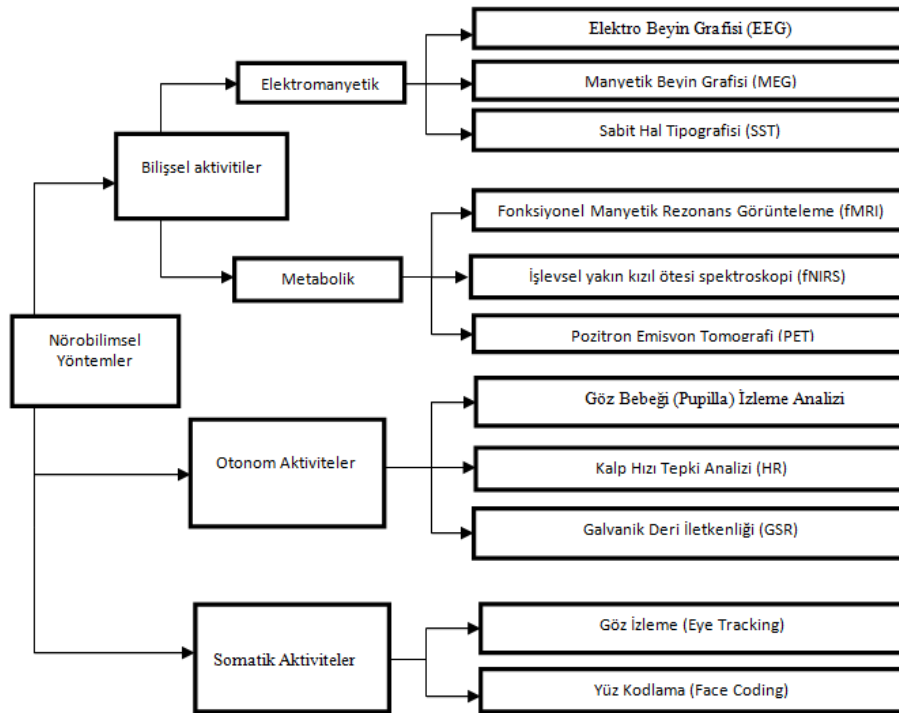 Nörobilimsel
Yöntemler
Bilişsel aktivitiler
Elektromanyetik
Elektro Beyin Grafisi (EEG)
Manyetik Beyin Grafisi (MEG)
Sabit Hal Tipografisi (SST)
Metabolik
Fonksiyonel Manyetik Rezonans Görünteleme (fMRI)
İşlevsel yakın kızıl ötesi spektroskopi (fNIRS)
Pozitron Emisyon Tomografi (PET)
Otonom Aktiviteler
Göz Bebeği (Pupilla) İzleme Analizi
Kalp Hızı Tepki Analizi (HR)
Galvanik Deri İletkenliği (GSR)
Somatik Aktiviteler
Göz İzleme (Eye Tracking)
Yüz Kodlama (Face Coding)